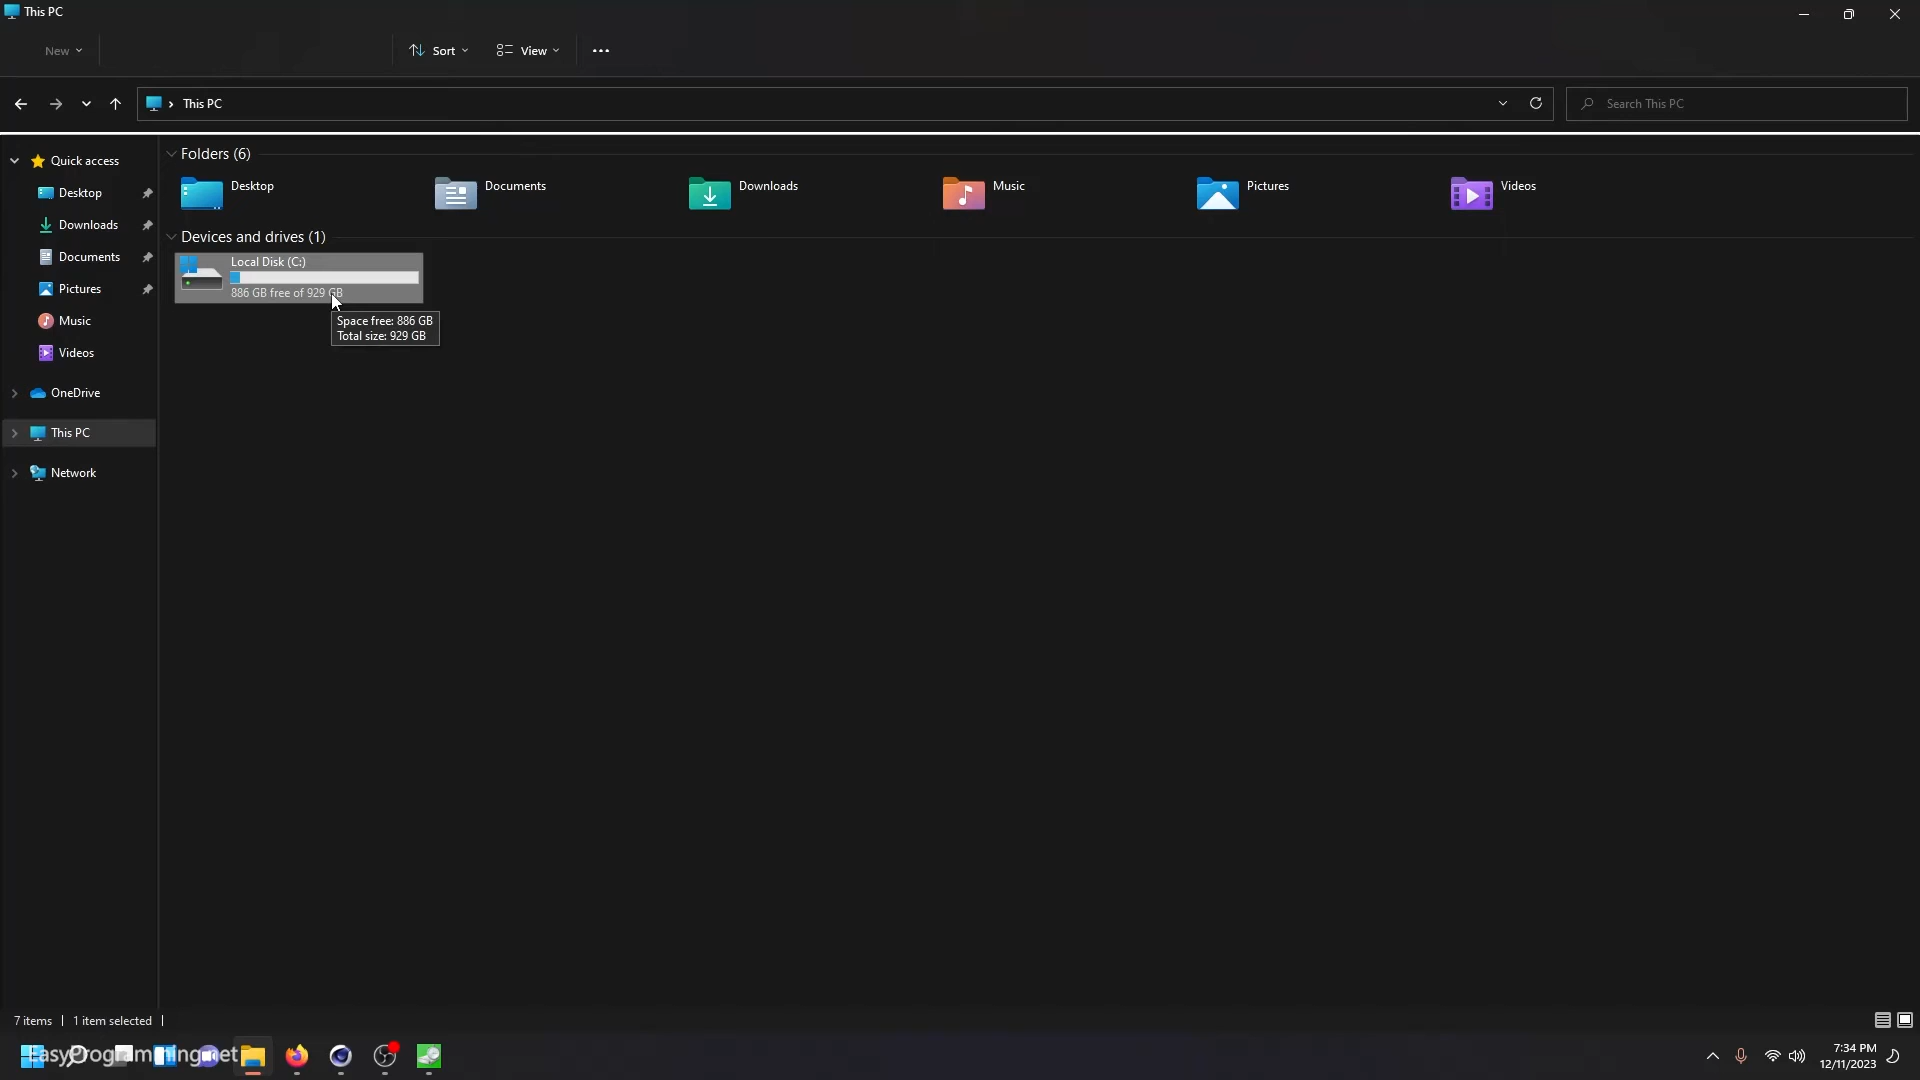 This PC
New
Sort
View
This PC
Search This PC
Quick access
Desktop
Downloads
Documents
Pictures
Music
Videos
OneDrive
This PC
Network
Folders (6)
Desktop
Documents
Downloads
Music
Pictures
Videos
Devices and drives (1)
Local Disk (C:)
886 GB free of 929 GB
Space free: 886 GB
Total size: 929 GB
7 items
1 item selected
EasyProgramming.net
7:34 PM
12/11/2023